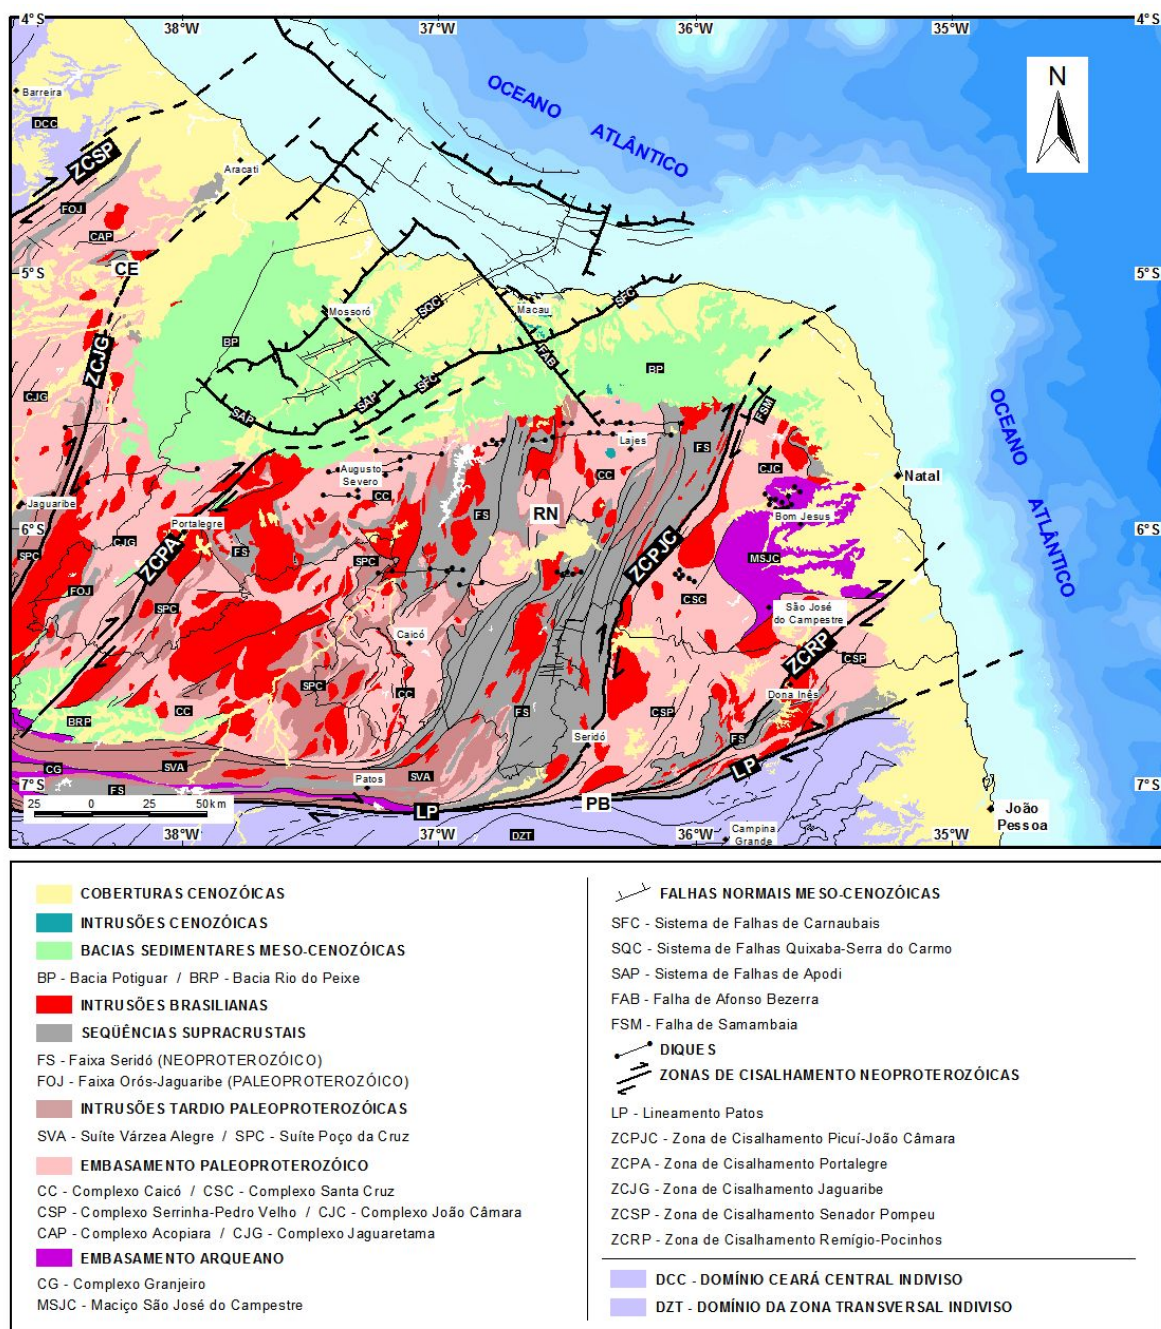 4° S
38°W
37°W
36°W
35°W
4° S
Barreira
DCC
ZCSP
Aracati
FOJ
CAP
CE
OCEANO
ATLÂNTICO
N
5° S
5° S
Mossoró
SQC
Macau
SFC
BP
FAB
ZCJG
CJG
SAP
SAP
SFC
BP
FSM
OCEANO
ATLÂNTICO
Lajes
FS
CC
CJC
Augusto
Severo
CC
Natal
Jaguaribe
Portalegre
FS
RN
Bom Jesus
6° S
6° S
CJG
ZCPA
FS
SPC
SPC
ZCPJC
MSJC
FOJ
SPC
CSC
São José
do Campestre
Caicó
ZCRP
CSP
SPC
CC
Dona Inês
BRP
CC
FS
CSP
Seridó
FS
CG
SVA
SVA
LP
7° S
FS
Patos
7° S
25 0 25 50km
LP
PB
João
Pessoa
DZT
Campina
Grande
38°W
37°W
36°W
35°W
COBERTURAS CENOZÓICAS
INTRUSÕES CENOZÓICAS
BACIAS SEDIMENTARES MESO-CENOZÓICAS
BP - Bacia Potiguar / BRP - Bacia Rio do Peixe
INTRUSÕES BRASILIANAS
SEQÜÊNCIAS SUPRACRUSTAIS
FS - Faixa Seridó (NEOPROTEROZÓICO)
FOJ - Faixa Orós-Jaguaribe (PALEOPROTEROZÓICO)
INTRUSÕES TARDIO PALEOPROTEROZÓICAS
SVA - Suíte Várzea Alegre / SPC - Suíte Poço da Cruz
EMBASAMENTO PALEOPROTEROZÓICO
CC - Complexo Caicó / CSC - Complexo Santa Cruz
CSP - Complexo Serrinha-Pedro Velho / CJC - Complexo João Câmara
CAP - Complexo Acopiara / CJG - Complexo Jaguaretama
EMBASAMENTO ARQUEANO
CG - Complexo Granjeiro
MSJC - Maciço São José do Campestre
FALHAS NORMAIS MESO-CENOZÓICAS
SFC - Sistema de Falhas de Carnaubais
SQC - Sistema de Falhas Quixaba-Serra do Carmo
SAP - Sistema de Falhas de Apodi
FAB - Falha de Afonso Bezerra
FSM - Falha de Samambaia
DIQUES
ZONAS DE CISALHAMENTO NEOPROTEROZÓICAS
LP - Lineamento Patos
ZCPJC - Zona de Cisalhamento Picuí-João Câmara
ZCPA - Zona de Cisalhamento Portalegre
ZCJG - Zona de Cisalhamento Jaguaribe
ZCSP - Zona de Cisalhamento Senador Pompeu
ZCRP - Zona de Cisalhamento Remígio-Pocinhos
DCC - DOMÍNIO CEARÁ CENTRAL INDIVISO
DZT - DOMÍNIO DA ZONA TRANSVERSAL INDIVISO